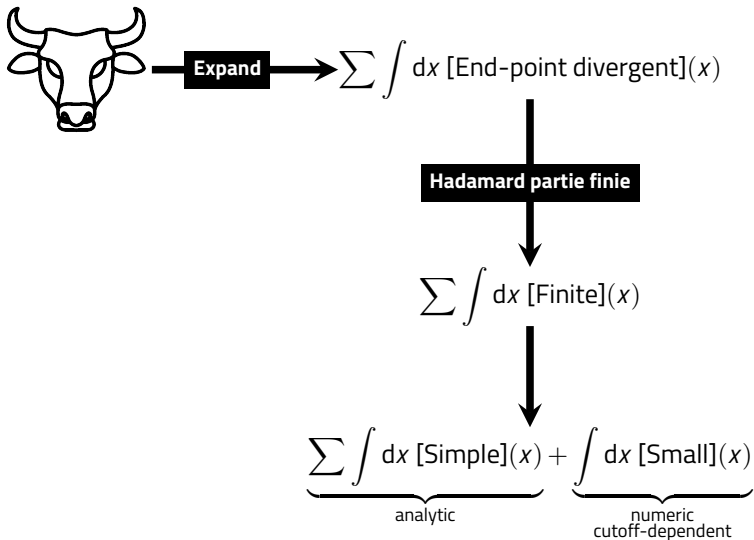 Expand ∑ ∫ dx [End-point divergent](x)
Hadamard partie finie
∑ ∫ dx [Finite](x)
∑ ∫ dx [Simple](x) + ∫ dx [Small](x)
analytic numeric
cutoff-dependent